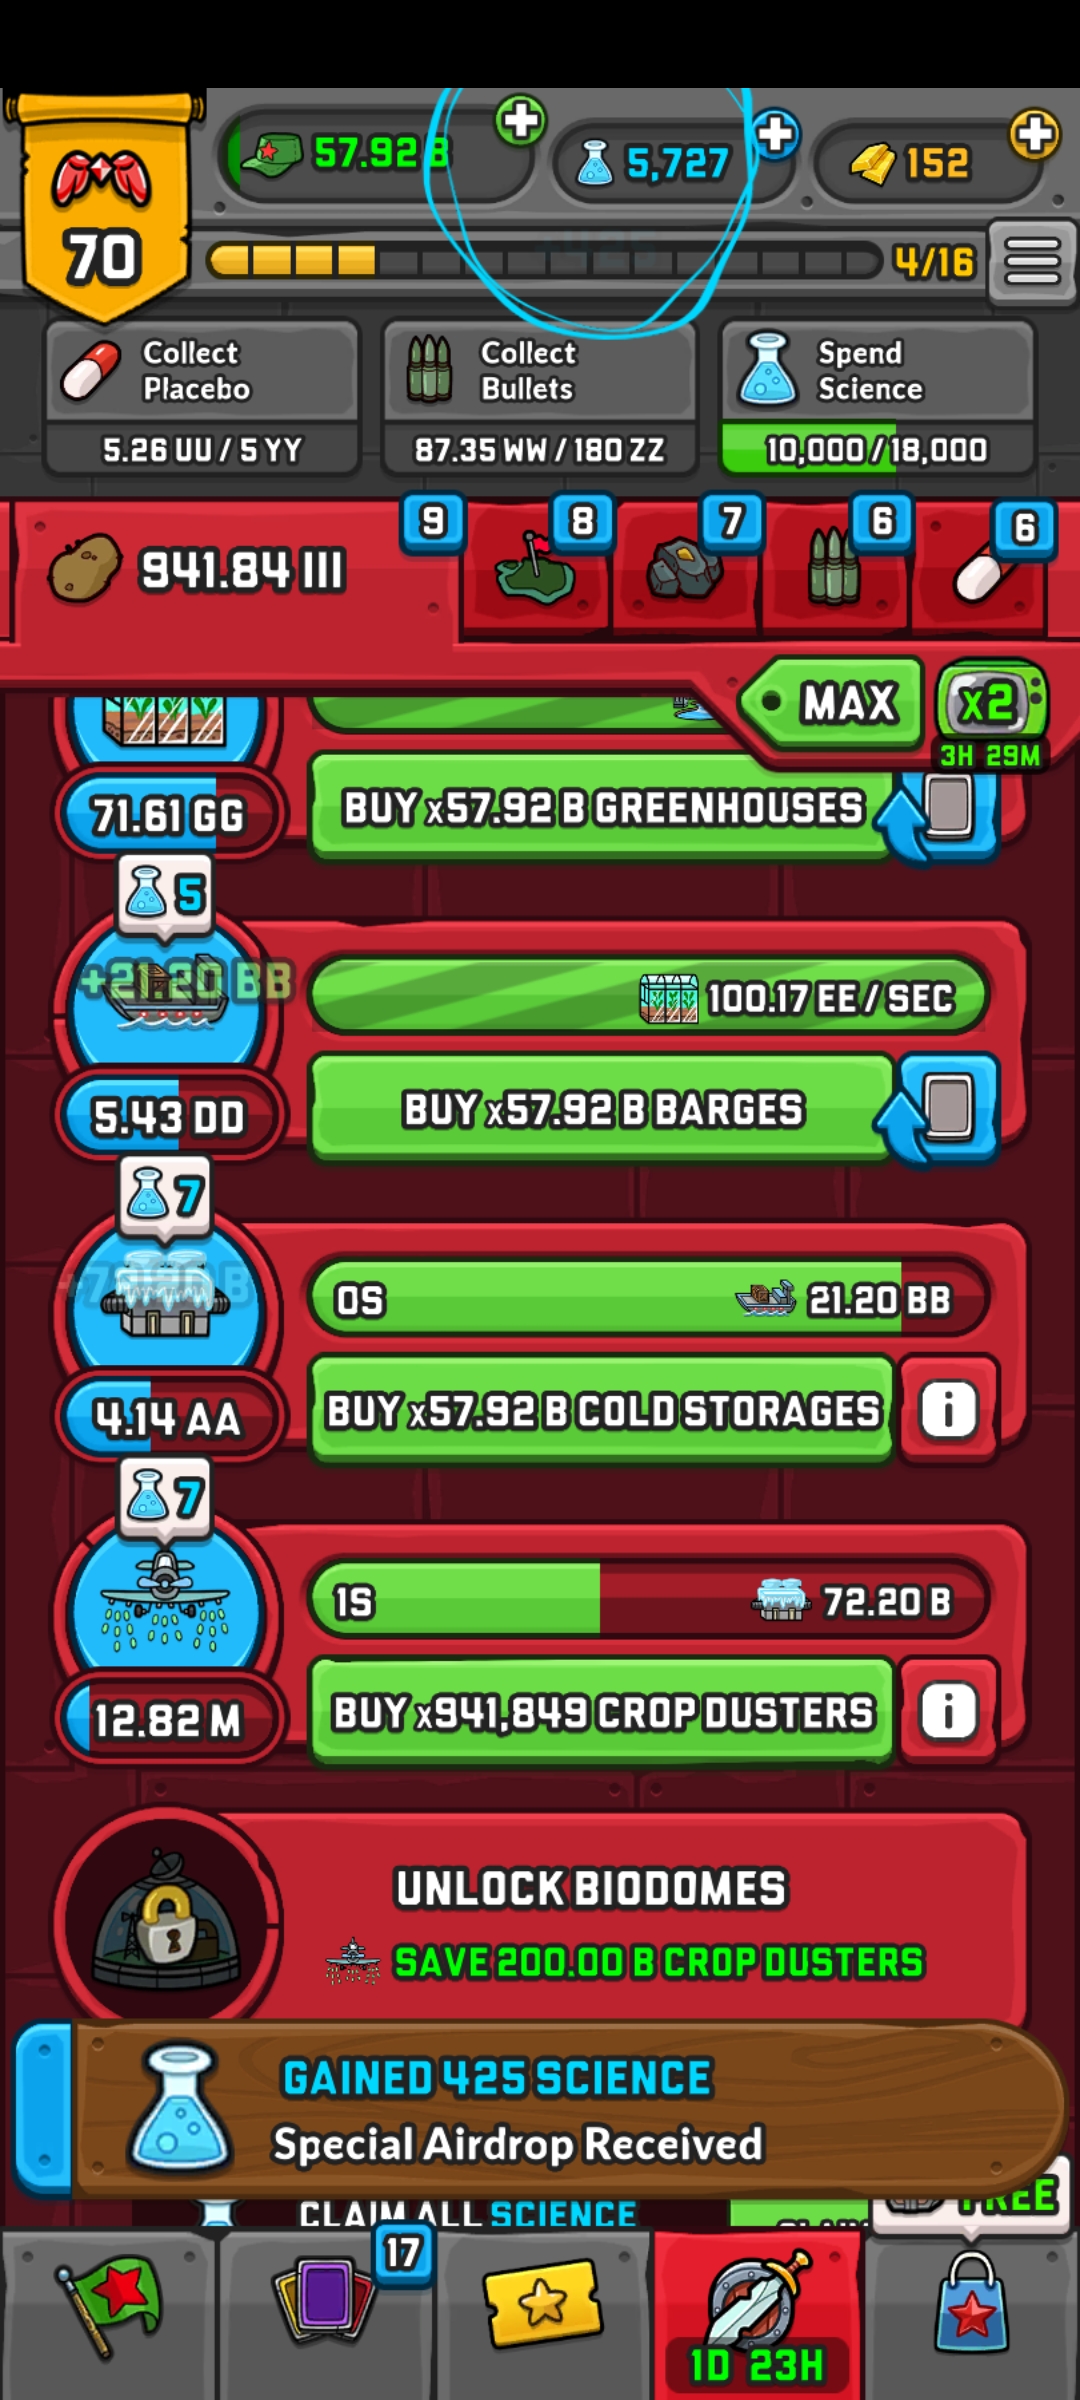 57.92 B
5,727
152
70
+425
4/16
Collect
Placebo
5.26 UU / 5 YY
Collect
Bullets
87.35 WW / 180 ZZ
Spend
Science
10,000 / 18,000
941.84 III
9
8
7
6
6
MAX
x2
3H 29M
71.61 GG
BUY x57.92 B GREENHOUSES
5
+21.20 BB
100.17 EE / SEC
5.43 DD
BUY x57.92 B BARGES
7
0S
21.20 BB
4.14 AA
BUY x57.92 B COLD STORAGES
i
7
1S
72.20 B
12.82 M
BUY x941,849 CROP DUSTERS
i
UNLOCK BIODOMES
SAVE 200.00 B CROP DUSTERS
GAINED 425 SCIENCE
Special Airdrop Received
FREE
CLAIM ALL SCIENCE
17
1D 23H